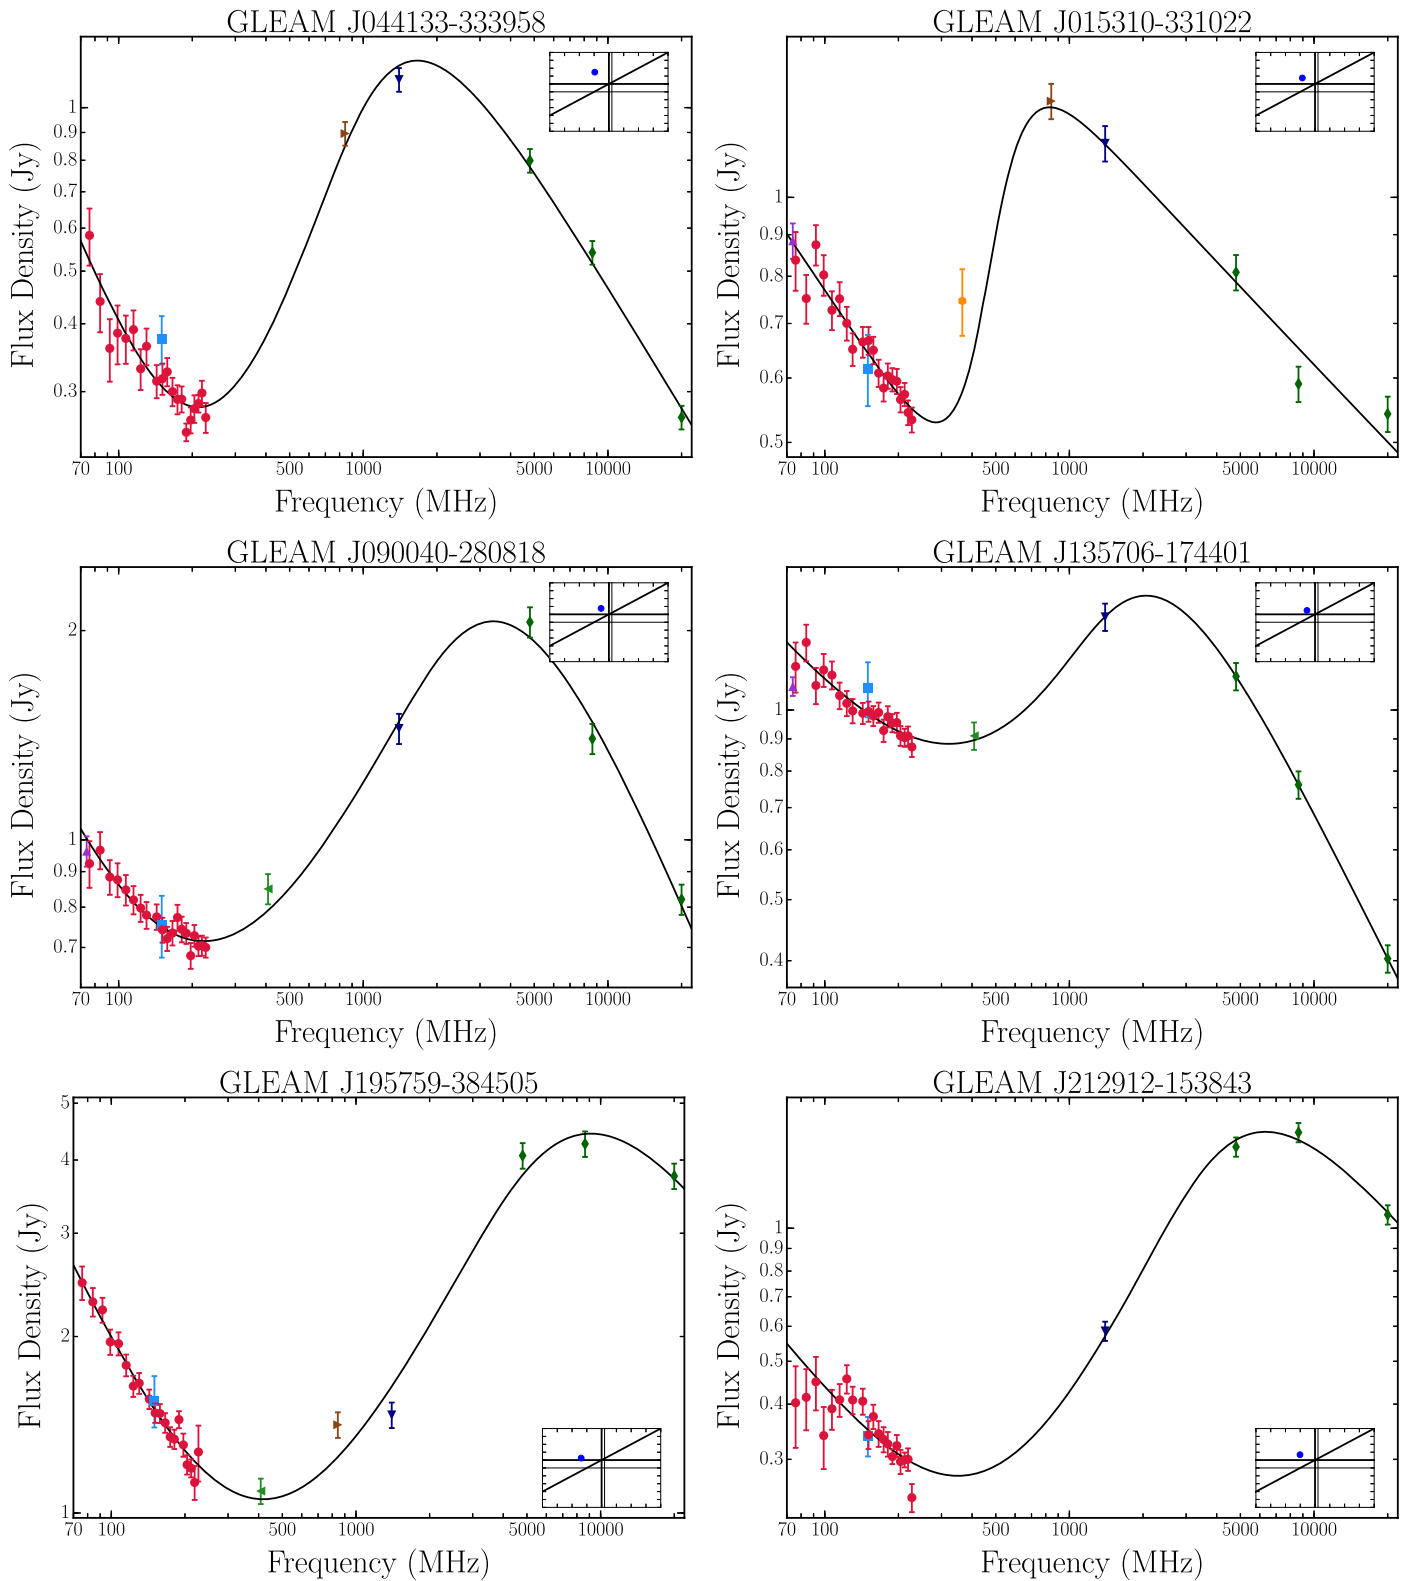 GLEAM J044133-333958
Flux Density (Jy)
1
0.9
0.8
0.7
0.6
0.5
0.4
0.3
70 100 500 1000 5000 10000
Frequency (MHz)
GLEAM J015310-331022
Flux Density (Jy)
1
0.9
0.8
0.7
0.6
0.5
70 100 500 1000 5000 10000
Frequency (MHz)
GLEAM J090040-280818
Flux Density (Jy)
2
1
0.9
0.8
0.7
70 100 500 1000 5000 10000
Frequency (MHz)
GLEAM J135706-174401
Flux Density (Jy)
1
0.9
0.8
0.7
0.6
0.5
0.4
70 100 500 1000 5000 10000
Frequency (MHz)
GLEAM J195759-384505
Flux Density (Jy)
5
4
3
2
1
70 100 500 1000 5000 10000
Frequency (MHz)
GLEAM J212912-153843
Flux Density (Jy)
1
0.9
0.8
0.7
0.6
0.5
0.4
0.3
70 100 500 1000 5000 10000
Frequency (MHz)